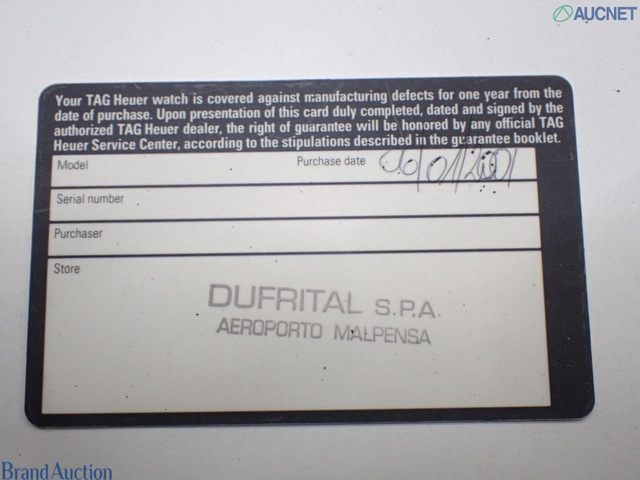 AUCNET
Your TAG Heuer watch is covered against manufacturing defects for one year from the
date of purchase. Upon presentation of this card duly completed, dated and signed by the
authorized TAG Heuer dealer, the right of guarantee will be honored by any official TAG
Heuer Service Center, according to the stipulations described in the guarantee booklet.
Model Purchase date
Serial number
Purchaser
Store
DUFRITAL S.P.A.
AEROPORTO MALPENSA
Brand Auction